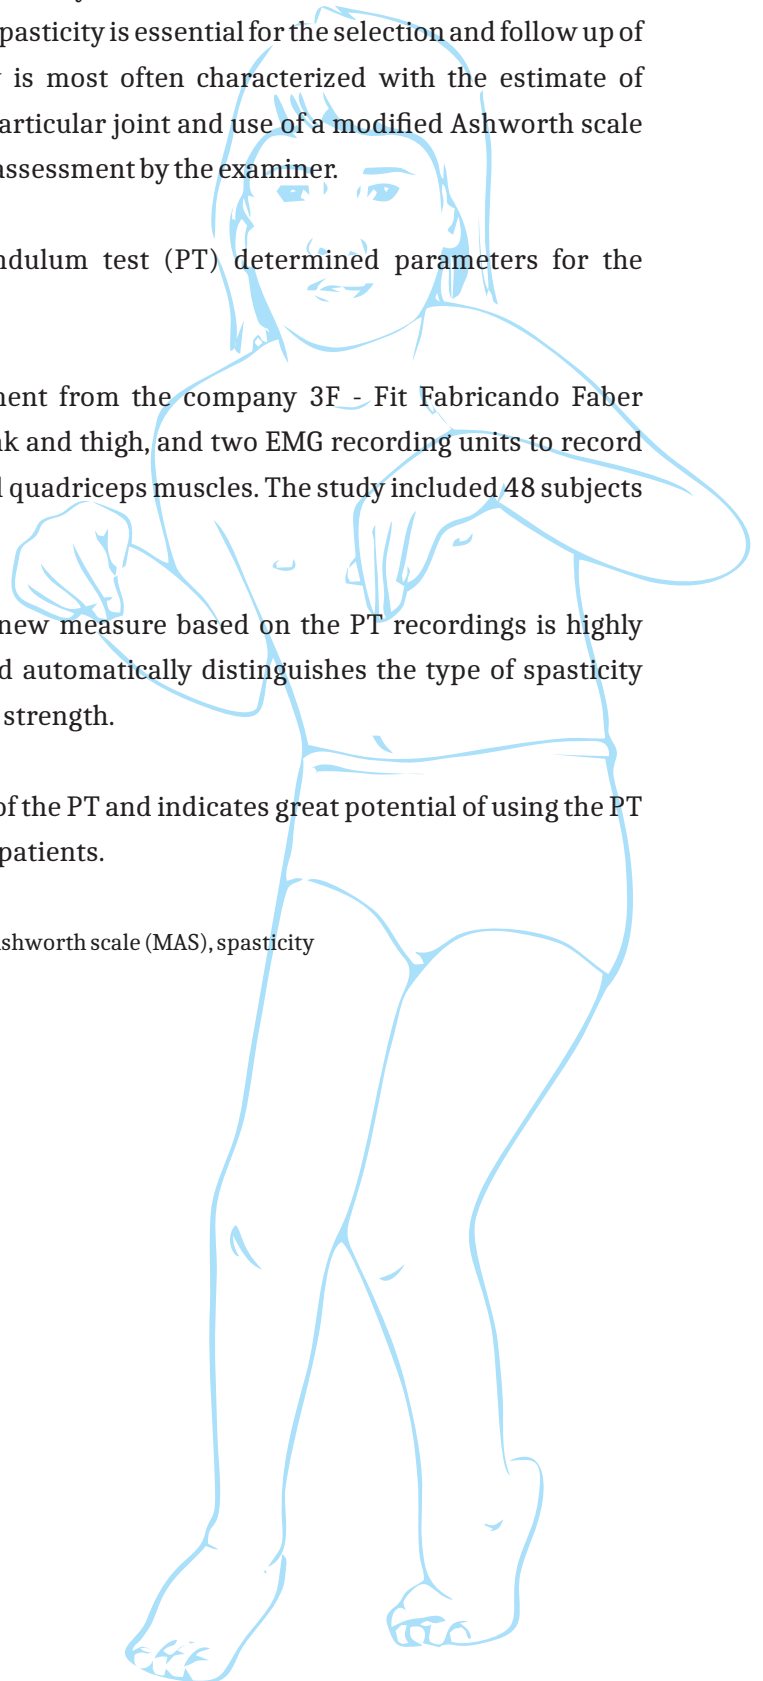 pasticity is essential for the selection and follow up of
is most often characterized with the estimate of
articular joint and use of a modified Ashworth scale
assessment by the examiner.
ndulum test (PT) determined parameters for the
ment from the company 3F - Fit Fabricando Faber
nk and thigh, and two EMG recording units to record
quadriceps muscles. The study included 48 subjects
new measure based on the PT recordings is highly
d automatically distinguishes the type of spasticity
strength.
of the PT and indicates great potential of using the PT
patients.
shworth scale (MAS), spasticity